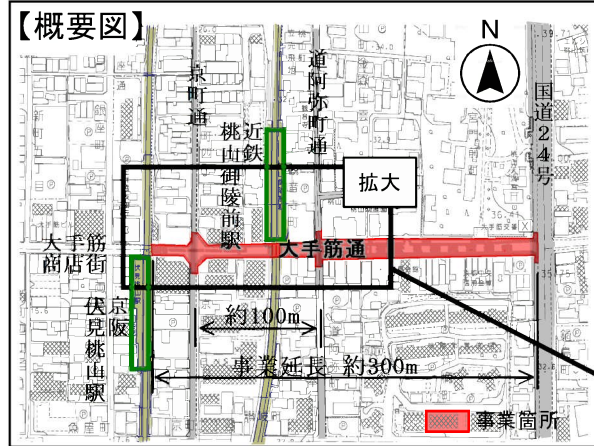 【概要図】
N
国道24号
道阿弥町通
京町通
近鉄
桃山御陵前駅
拡大
大手筋
商店街
大手筋通
京阪
伏見桃山駅
約100m
事業延長 約300m
事業箇所